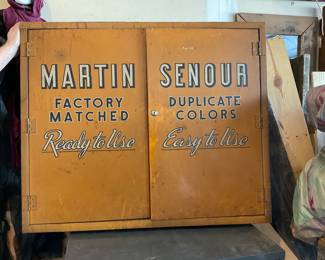 MARTIN SENOUR
FACTORY
MATCHED
Ready to Use
DUPLICATE
COLORS
Easy to Use